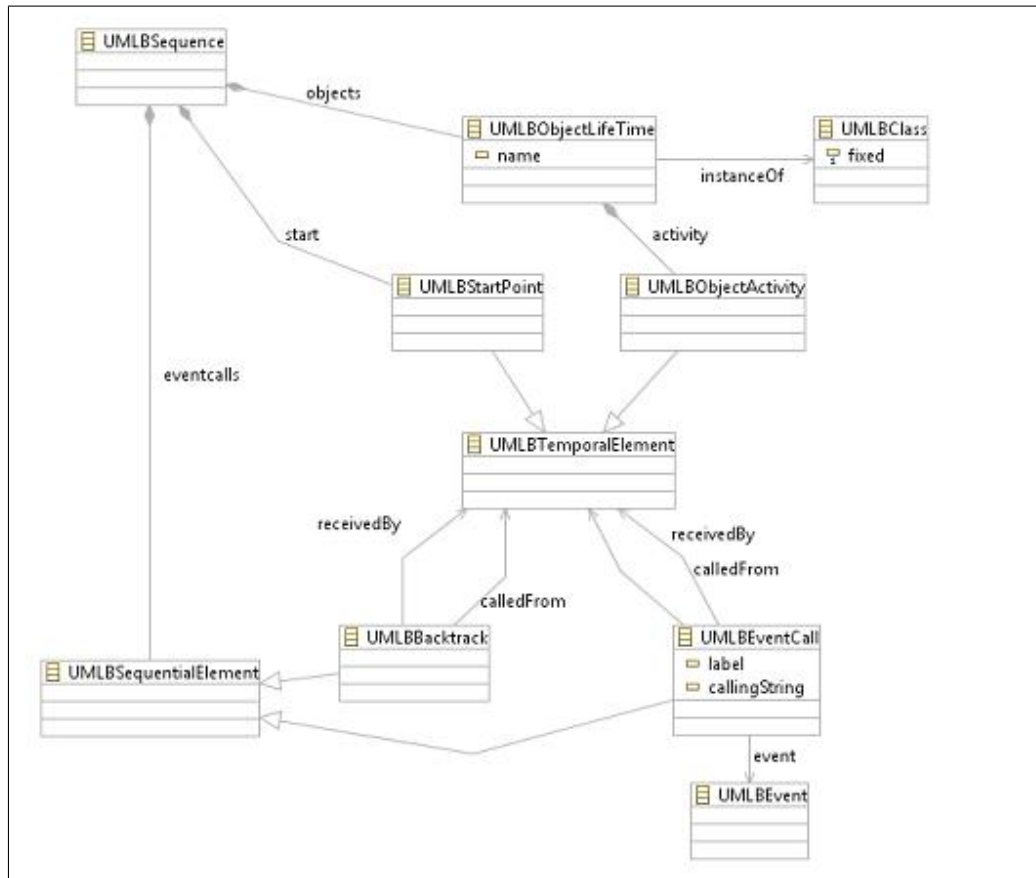 UMLBSequence
objects
UMLBObjectLifeTime
name
UMLBClass
fixed
instanceOf
start
activity
UMLBStartPoint
UMLBObjectActivity
eventcalls
UMLBTemporalElement
receivedBy
receivedBy
calledFrom
calledFrom
UMLBBacktrack
UMLBEventCall
label
callingString
UMLBSequentialElement
event
UMLBEvent